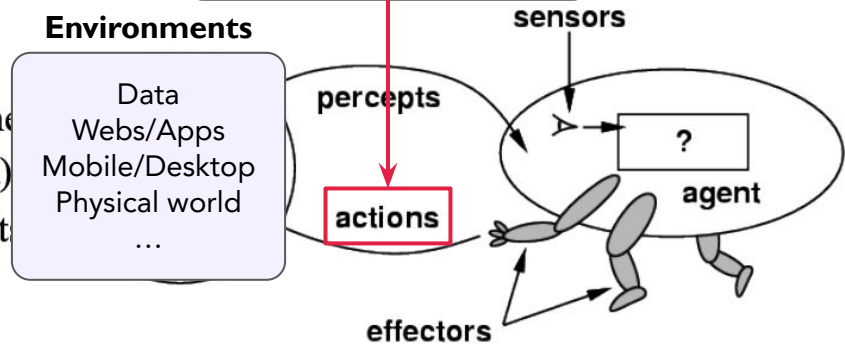 Environments
sensors
Data
Webs/Apps
Mobile/Desktop
Physical world
…
percepts
?
agent
actions
effectors